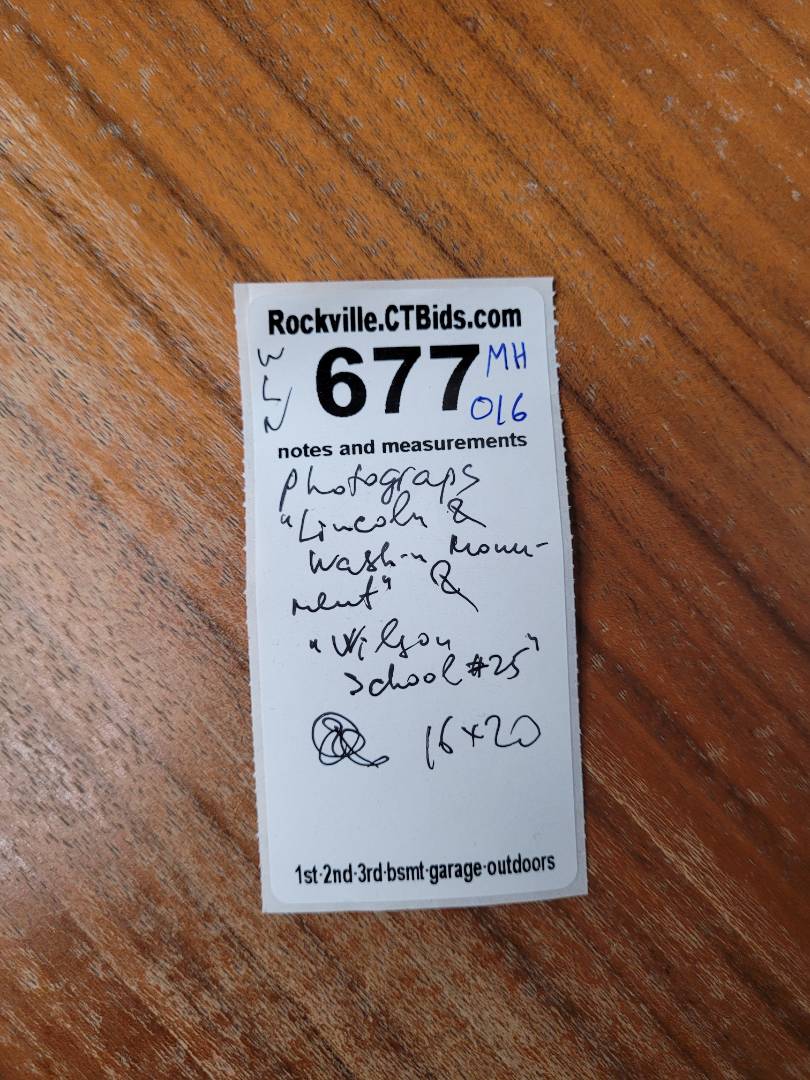 Rockville.CTBids.com
W
L
N
677
MH
016
notes and measurements
photograps
"Lincoln &
Wash-n Monu-
ment" &
"Wilson
School #25"
16x20
1st·2nd·3rd·bsmt·garage·outdoors